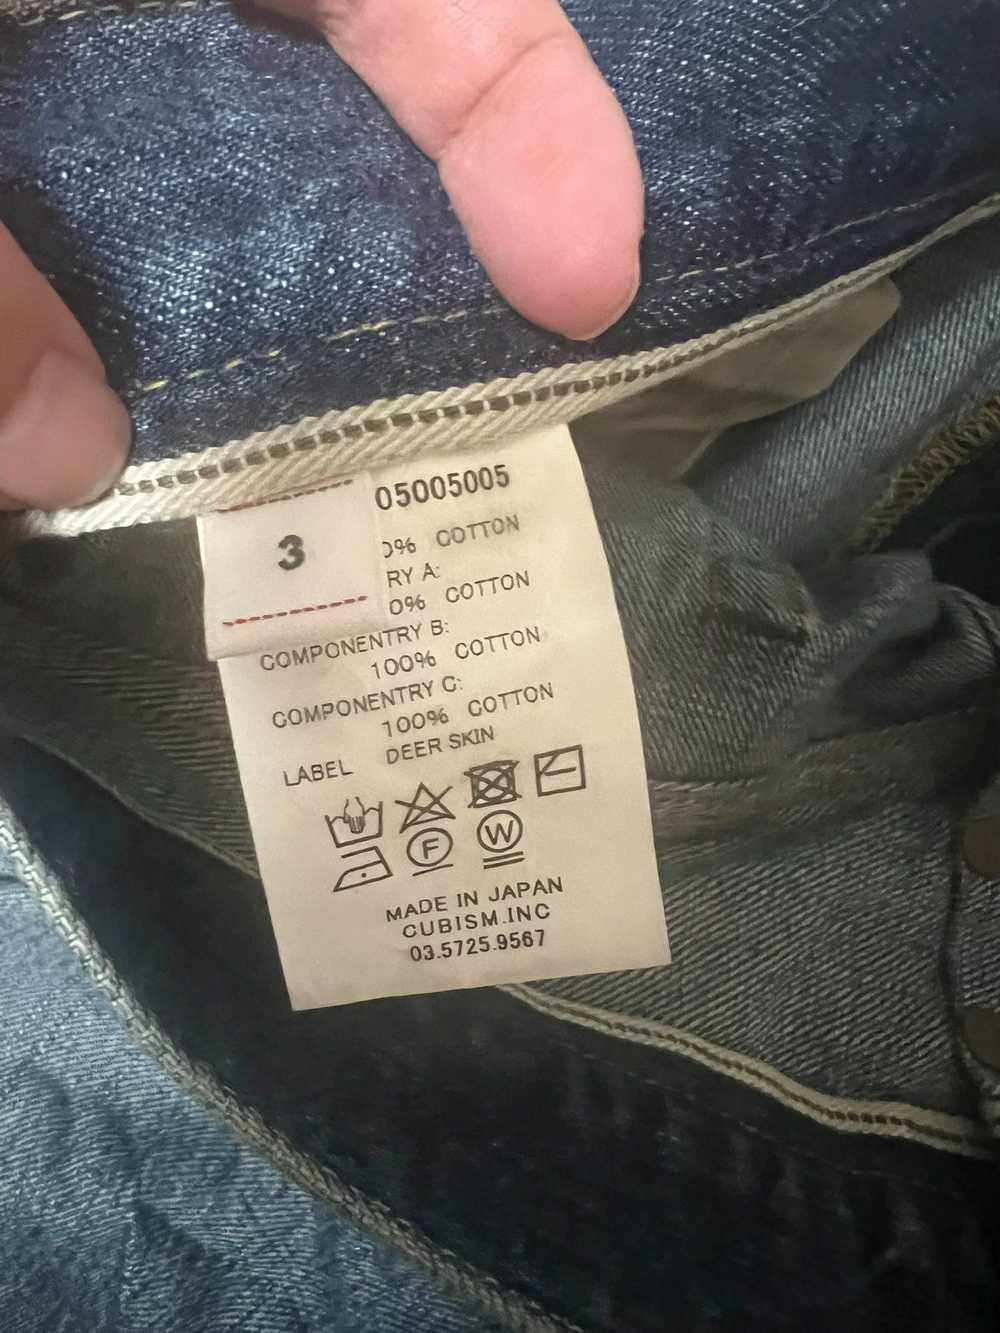 3
05005005
% COTTON
RY A:
0% COTTON
COMPONENTRY B:
100% COTTON
COMPONENTRY C:
100% COTTON
LABEL DEER SKIN
F W
MADE IN JAPAN
CUBISM.INC
03.5725.9567